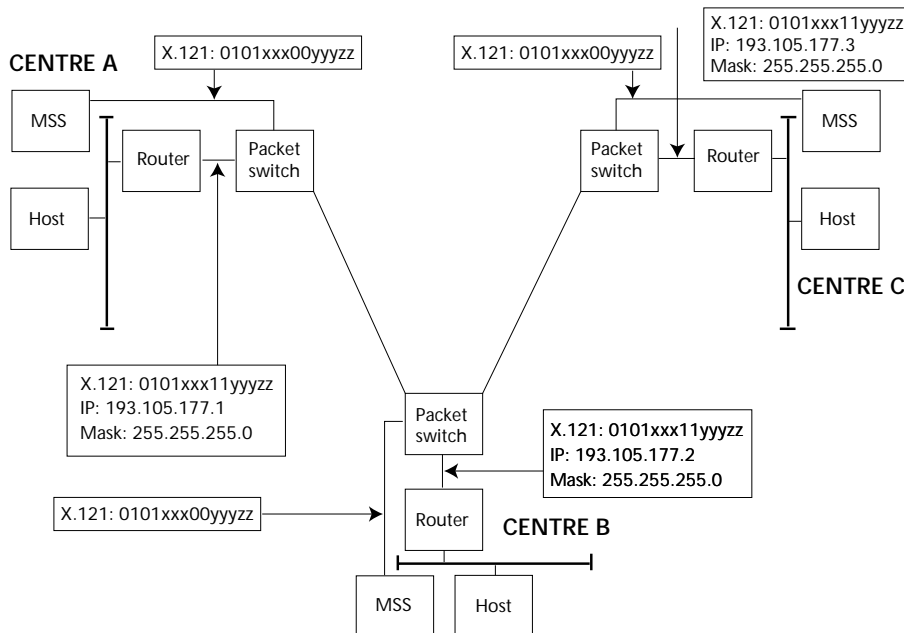 X.121: 0101xxx11yyyzz
IP: 193.105.177.3
Mask: 255.255.255.0
X.121: 0101xxx00yyyzz
X.121: 0101xxx00yyyzz
CENTRE A
MSS
Router
Packet
switch
Host
Packet
switch
Router
MSS
Host
CENTRE C
X.121: 0101xxx11yyyzz
IP: 193.105.177.1
Mask: 255.255.255.0
Packet
switch
X.121: 0101xxx11yyyzz
IP: 193.105.177.2
Mask: 255.255.255.0
X.121: 0101xxx00yyyzz
Router
CENTRE B
MSS
Host